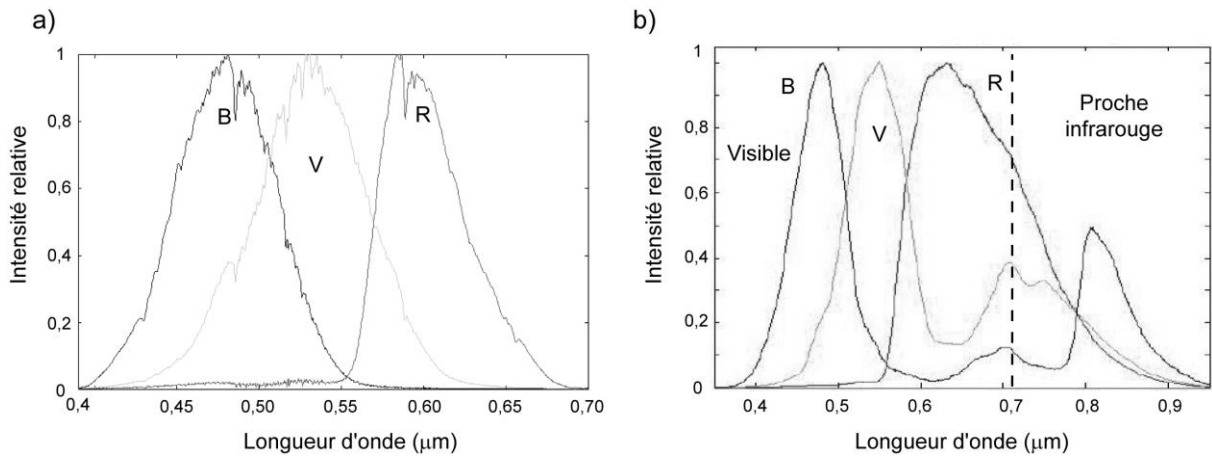 a)
Intensité relative
1
0,8
0,6
0,4
0,2
0
0,4
0,45
0,50
0,55
0,60
0,65
0,70
B
V
R
Longueur d'onde (μm)
b)
Intensité relative
1
0,8
0,6
0,4
0,2
0
0,4
0,5
0,6
0,7
0,8
0,9
B
Visible
V
R
Proche
infrarouge
Longueur d'onde (μm)